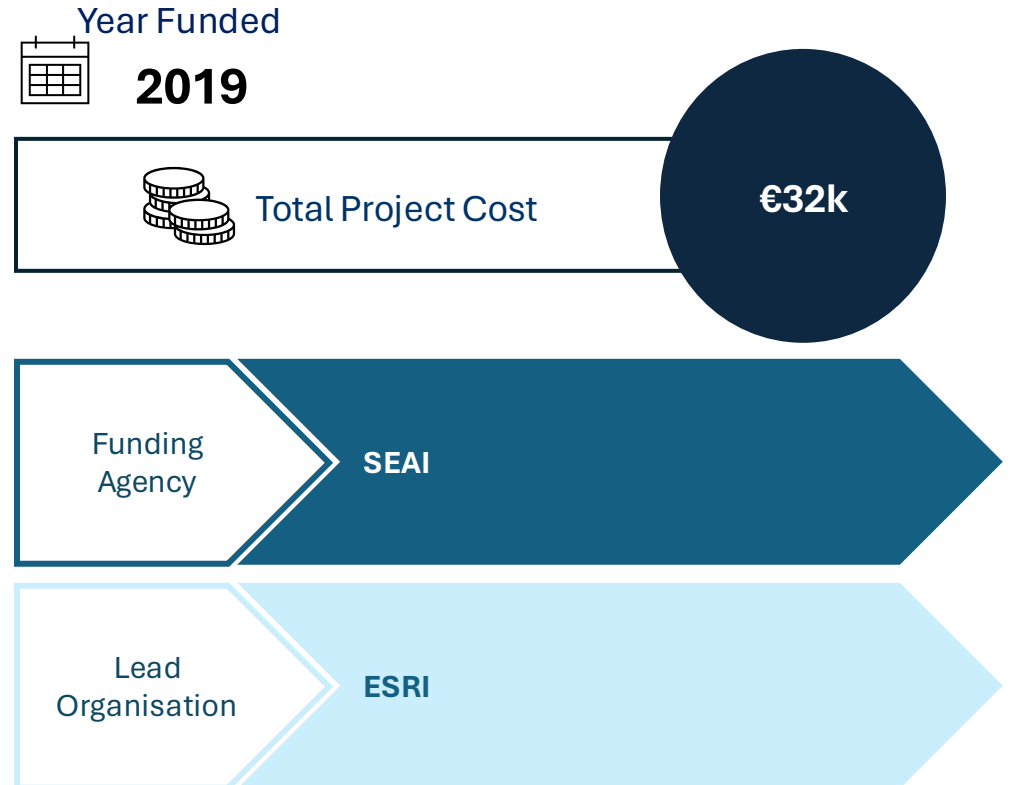 Year Funded
2019
Total Project Cost
€32k
Funding
Agency
SEAI
Lead
Organisation
ESRI